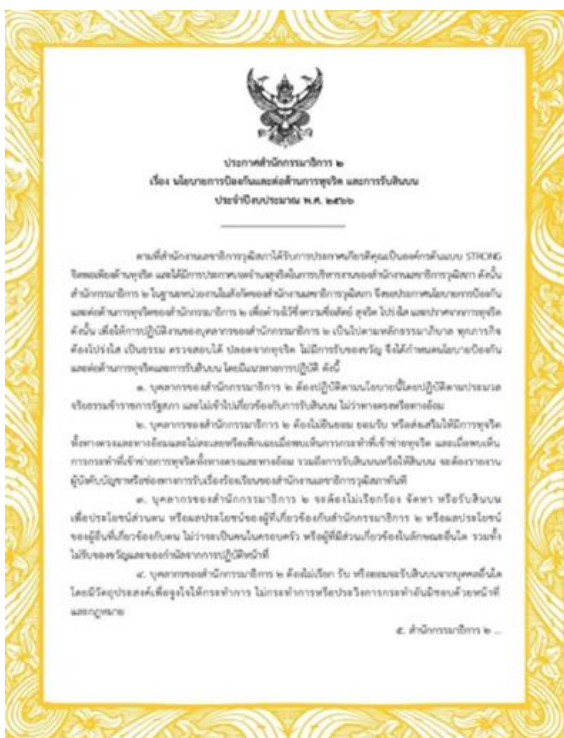 ประกาศสำนักกรรมาธิการ ๒
เรื่อง นโยบายการป้องกันและต่อต้านการทุจริต และการรับสินบน
ประจำปีงบประมาณ พ.ศ. ๒๕๖๖
ตามที่สำนักงานเลขาธิการวุฒิสภาได้รับการประกาศเกียรติคุณเป็นองค์กรต้นแบบ STRONG
จิตพอเพียงต้านทุจริต และได้มีการประกาศเจตจำนงสุจริตในการบริหารงานของสำนักงานเลขาธิการวุฒิสภา ดังนั้น
สำนักกรรมาธิการ ๒ ในฐานะหน่วยงานในสังกัดของสำนักงานเลขาธิการวุฒิสภา จึงขอประกาศนโยบายการป้องกัน
และต่อต้านการทุจริตของสำนักกรรมาธิการ ๒ เพื่อดำรงไว้ซึ่งความซื่อสัตย์ สุจริต โปร่งใส และปราศจากการทุจริต
ดังนั้น เพื่อให้การปฏิบัติงานของบุคลากรของสำนักกรรมาธิการ ๒ เป็นไปตามหลักธรรมาภิบาล ทุกภารกิจ
ต้องโปร่งใส เป็นธรรม ตรวจสอบได้ ปลอดจากทุจริต ไม่มีการรับของขวัญ จึงได้กำหนดนโยบายป้องกัน
และต่อต้านการทุจริตและการรับสินบน โดยมีแนวทางการปฏิบัติ ดังนี้
๑. บุคลากรของสำนักกรรมาธิการ ๒ ต้องปฏิบัติตามนโยบายนี้โดยปฏิบัติตามประมวล
จริยธรรมข้าราชการรัฐสภา และไม่เข้าไปเกี่ยวข้องกับการรับสินบน ไม่ว่าทางตรงหรือทางอ้อม
๒. บุคลากรของสำนักกรรมาธิการ ๒ ต้องไม่ยินยอม ยอมรับ หรือส่งเสริมให้มีการทุจริต
ทั้งทางตรงและทางอ้อมและไม่ละเลยหรือเพิกเฉยเมื่อพบเห็นการกระทำที่เข้าข่ายทุจริต และเมื่อพบเห็น
การกระทำที่เข้าข่ายการทุจริตทั้งทางตรงและทางอ้อม รวมถึงการรับสินบนหรือให้สินบน จะต้องรายงาน
ผู้บังคับบัญชาหรือช่องทางการรับเรื่องร้องเรียนของสำนักงานเลขาธิการวุฒิสภาทันที
๓. บุคลากรของสำนักกรรมาธิการ ๒ จะต้องไม่เรียกร้อง จัดหา หรือรับสินบน
เพื่อประโยชน์ส่วนตน หรือผลประโยชน์ของผู้ที่เกี่ยวข้องกับสำนักกรรมาธิการ ๒ หรือผลประโยชน์
ของผู้อื่นที่เกี่ยวข้องกับตน ไม่ว่าจะเป็นคนในครอบครัว หรือผู้ที่มีส่วนเกี่ยวข้องในลักษณะอื่นใด รวมทั้ง
ไม่รับของขวัญและของกำนัลจากการปฏิบัติหน้าที่
๔. บุคลากรของสำนักกรรมาธิการ ๒ ต้องไม่เรียก รับ หรือยอมจะรับสินบนจากบุคคลอื่นใด
โดยมีวัตถุประสงค์เพื่อจูงใจให้กระทำการ ไม่กระทำการหรือประวิงการกระทำอันมิชอบด้วยหน้าที่
และกฎหมาย
๕. สำนักกรรมาธิการ ๒ ...